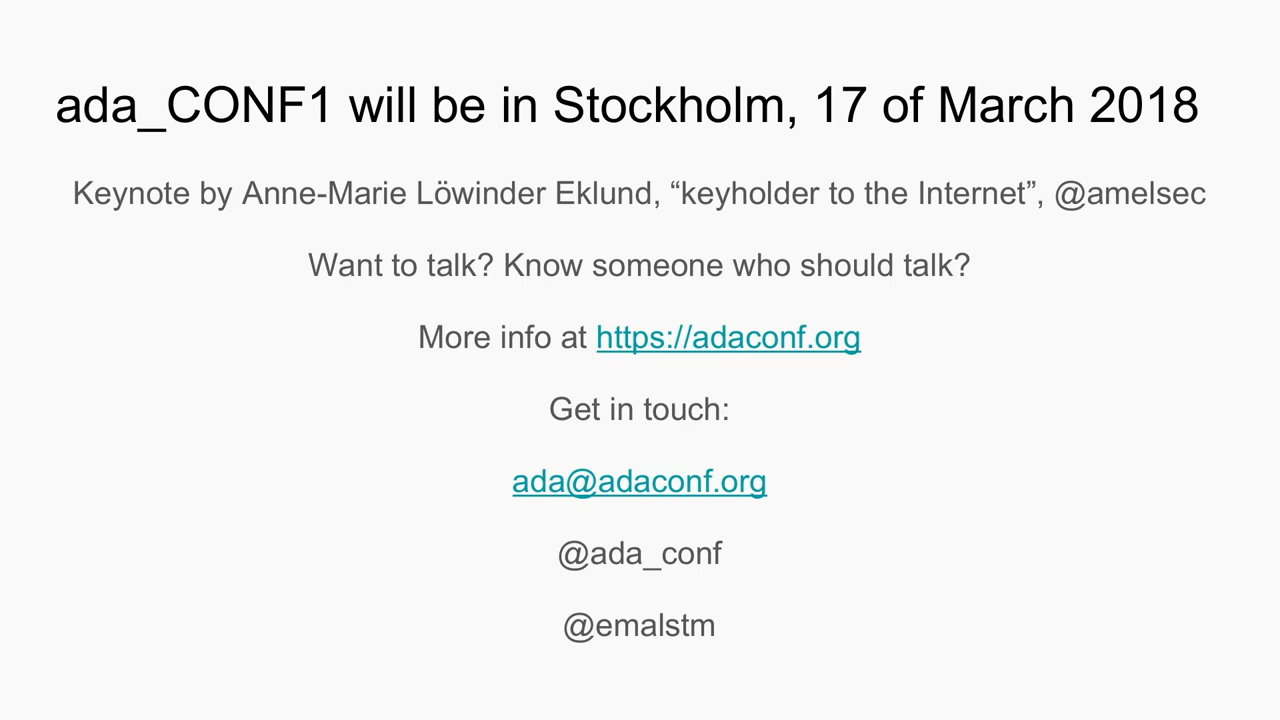 ada_CONF1 will be in Stockholm, 17 of March 2018
Keynote by Anne-Marie Löwinder Eklund, “keyholder to the Internet”, @amelsec
Want to talk? Know someone who should talk?
More info at https://adaconf.org
Get in touch:
ada@adaconf.org
@ada_conf
@emalstm